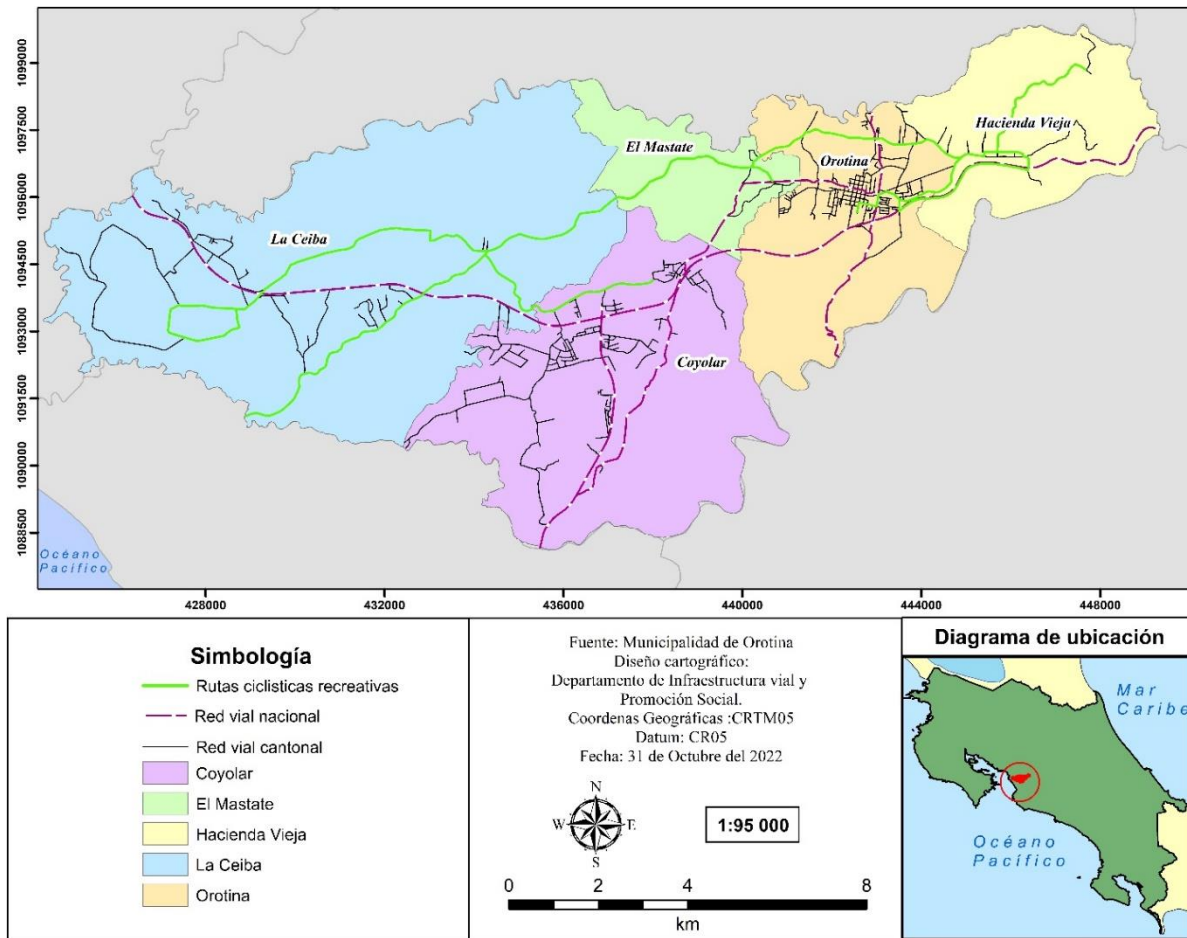 1099000
1097500
1096000
1094500
1093000
1091500
1090000
1088500
Hacienda Vieja
El Mastate
Orotina
La Ceiba
Coyolar
Océano
Pacífico
428000
432000
436000
440000
444000
448000
Simbología
Rutas ciclísticas recreativas
Red vial nacional
Red vial cantonal
Coyolar
El Mastate
Hacienda Vieja
La Ceiba
Orotina
Fuente: Municipalidad de Orotina
Diseño cartográfico:
Departamento de Infraestructura vial y
Promoción Social.
Coordenas Geográficas :CRTM05
Datum: CR05
Fecha: 31 de Octubre del 2022
N
W
E
S
1:95 000
0
2
4
8
km
Diagrama de ubicación
Mar
Caribe
Océano
Pacífico